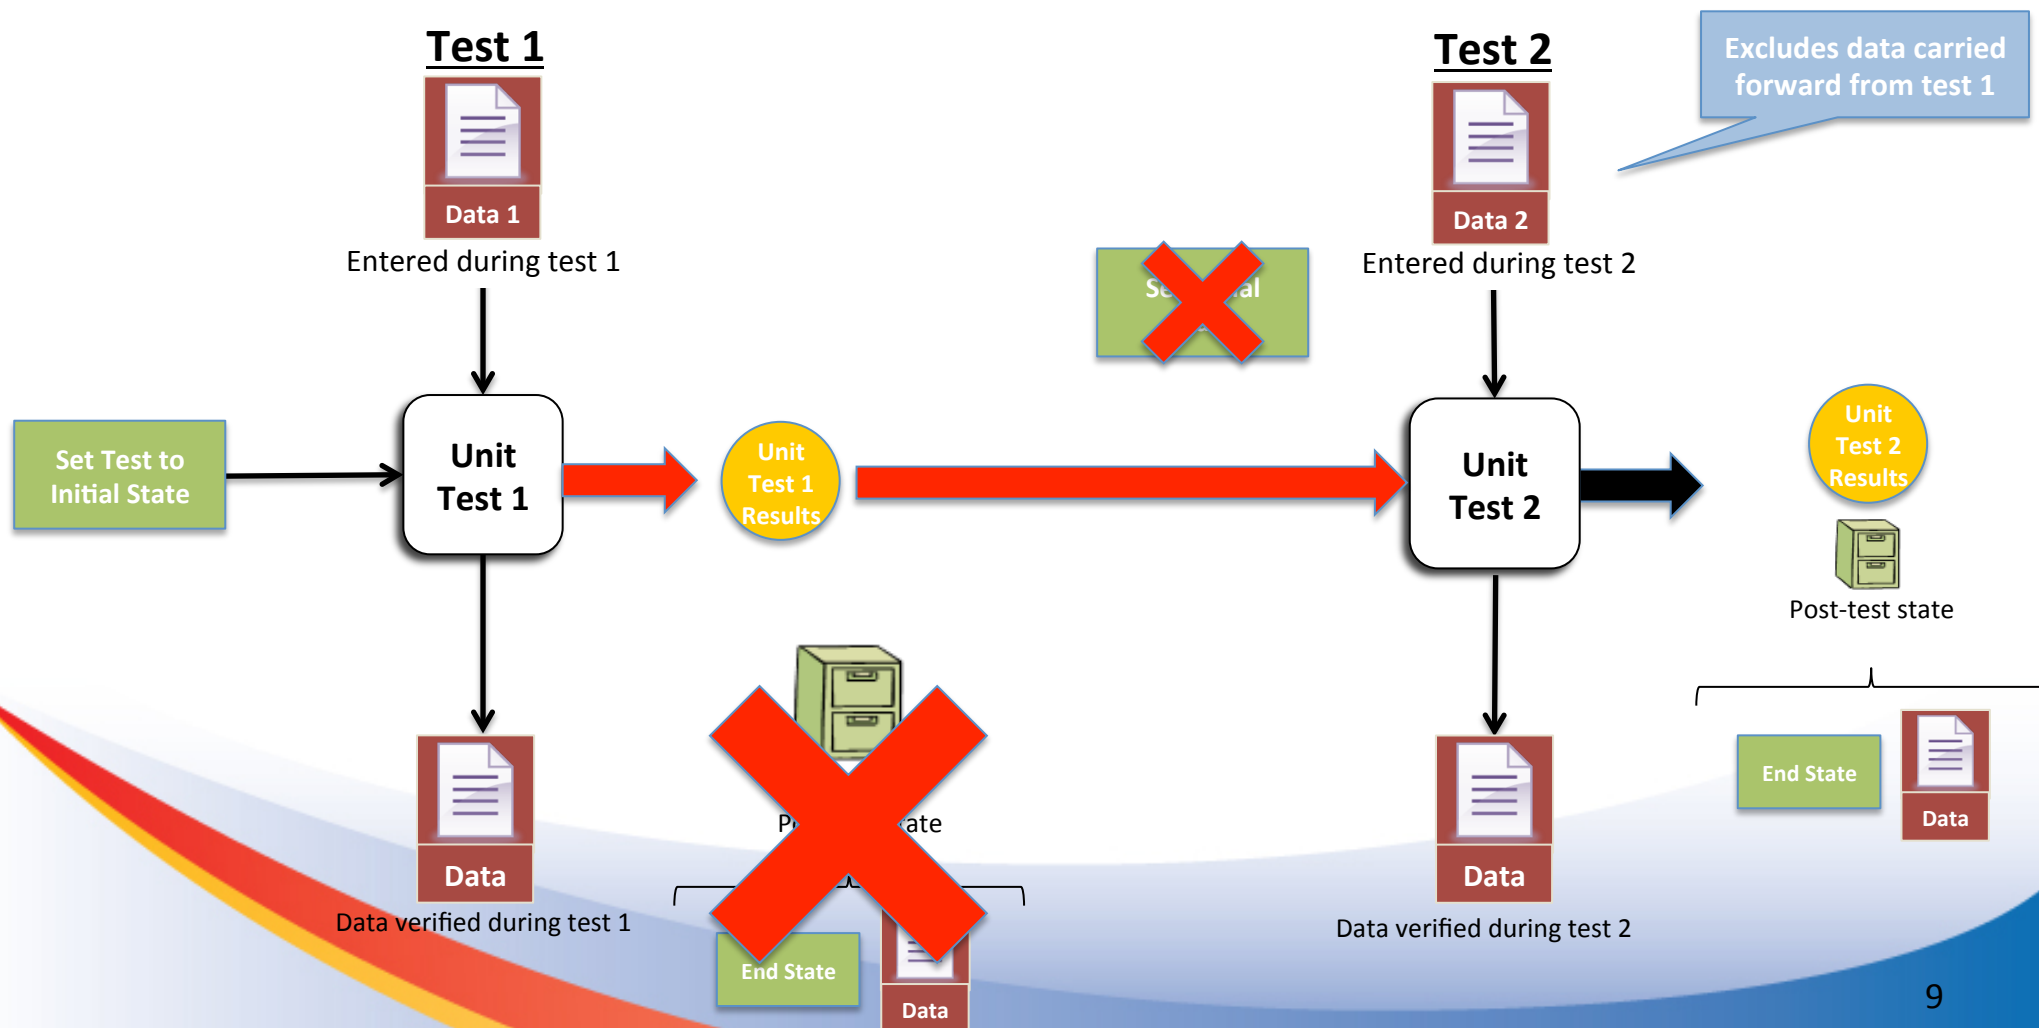 Test 1
Test 2
Excludes data carried
forward from test 1
Data 1
Data 2
Entered during test 1
Entered during test 2
Set Test to
Initial State
Unit
Test 1
Unit
Test 1
Results
Unit
Test 2
Unit
Test 2
Results
Post-test state
End State
Data
Data
Data verified during test 1
End State
Data
Data
Data verified during test 2
9